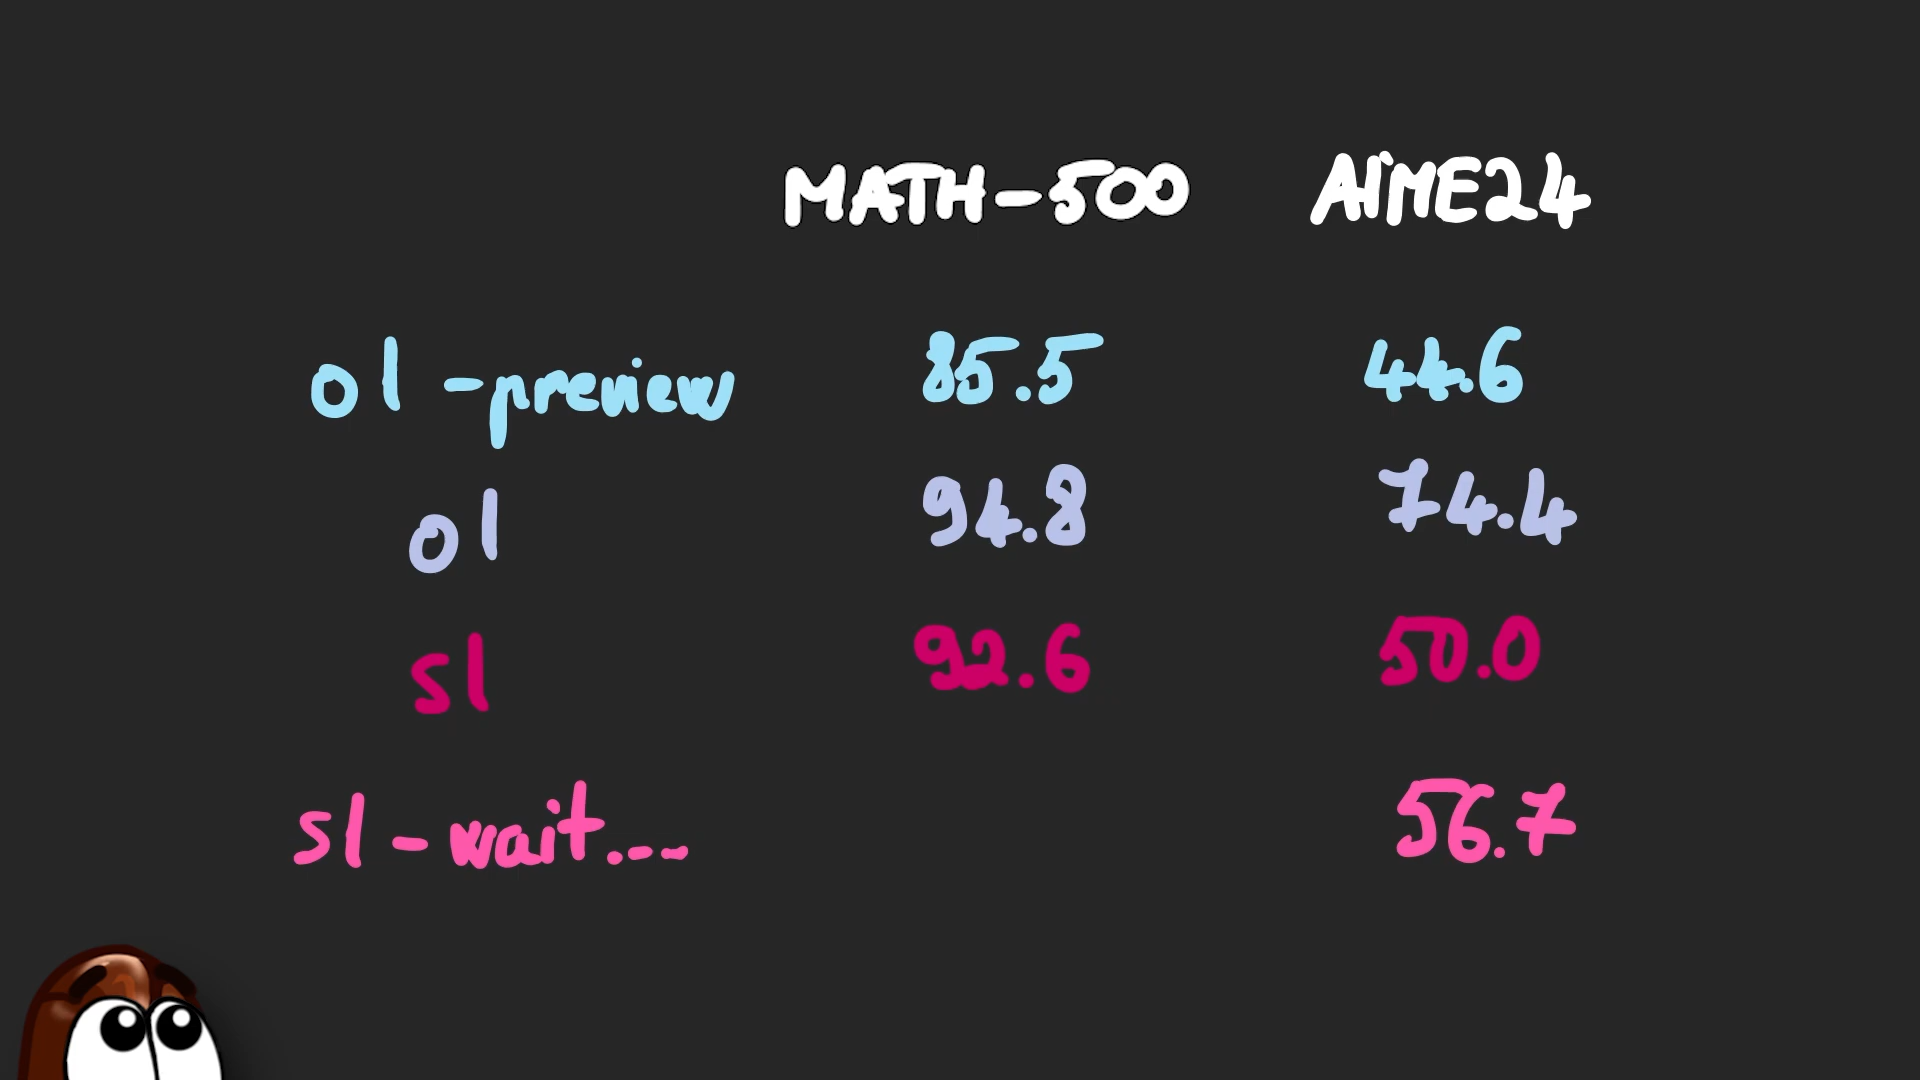 MATH-500 AIME24
o1-preview 85.5 44.6
o1 94.8 74.4
s1 92.6 50.0
s1-wait... 56.7